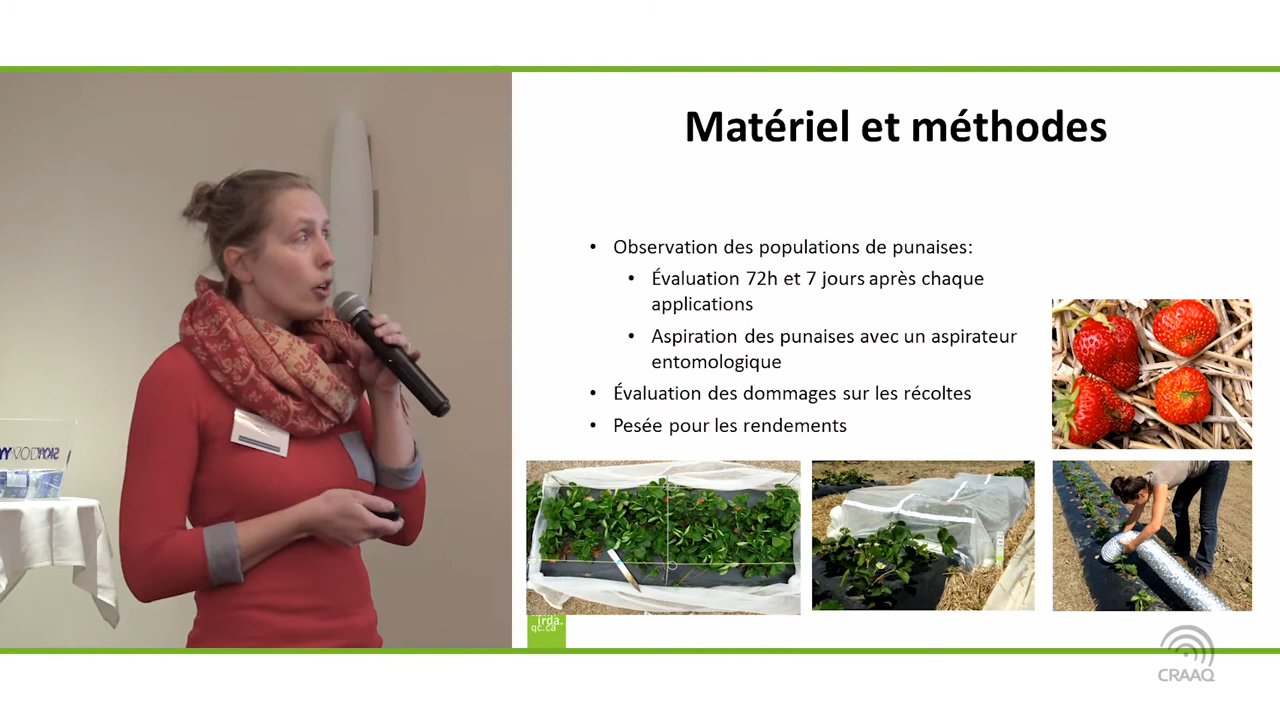 Matériel et méthodes
• Observation des populations de punaises:
• Évaluation 72h et 7 jours après chaque
applications
• Aspiration des punaises avec un aspirateur
entomologique
• Évaluation des dommages sur les récoltes
• Pesée pour les rendements
irda.
qc.ca
CRAAQ